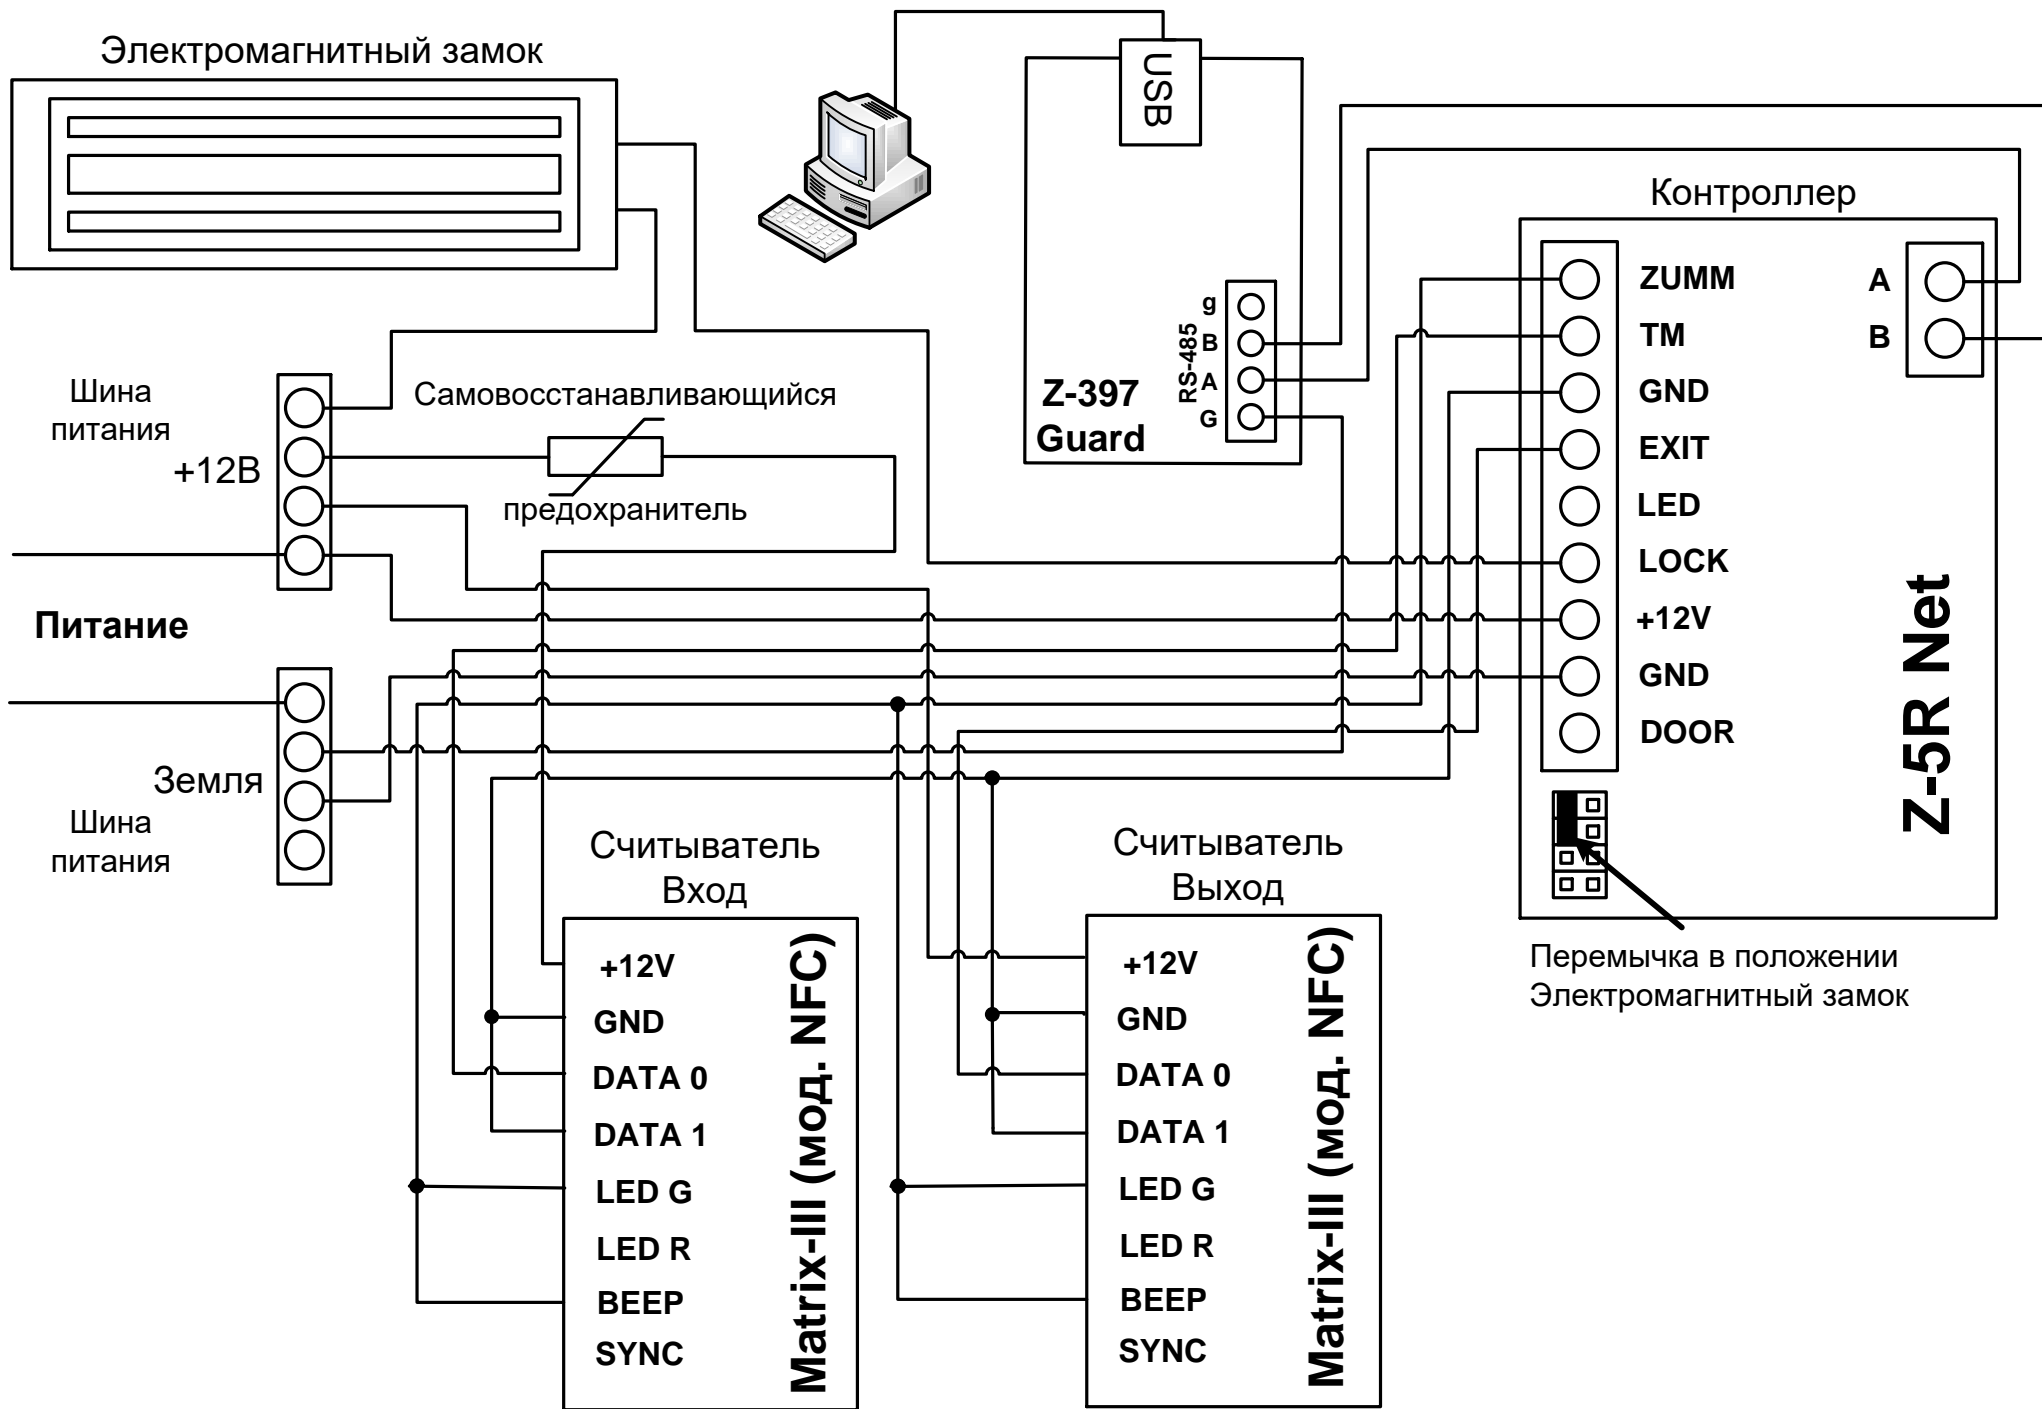 Электромагнитный замок
USB
Z-397
Guard
RS-485
g
B
A
G
Контроллер
ZUMM
TM
GND
EXIT
LED
LOCK
+12V
GND
DOOR
A
B
Z-5R Net
Перемычка в положении
Электромагнитный замок
Шина
питания
+12В
Самовосстанавливающийся
предохранитель
Питание
Земля
Шина
питания
Считыватель
Вход
+12V
GND
DATA 0
DATA 1
LED G
LED R
BEEP
SYNC
Matrix-III (мод. NFC)
Считыватель
Выход
+12V
GND
DATA 0
DATA 1
LED G
LED R
BEEP
SYNC
Matrix-III (мод. NFC)